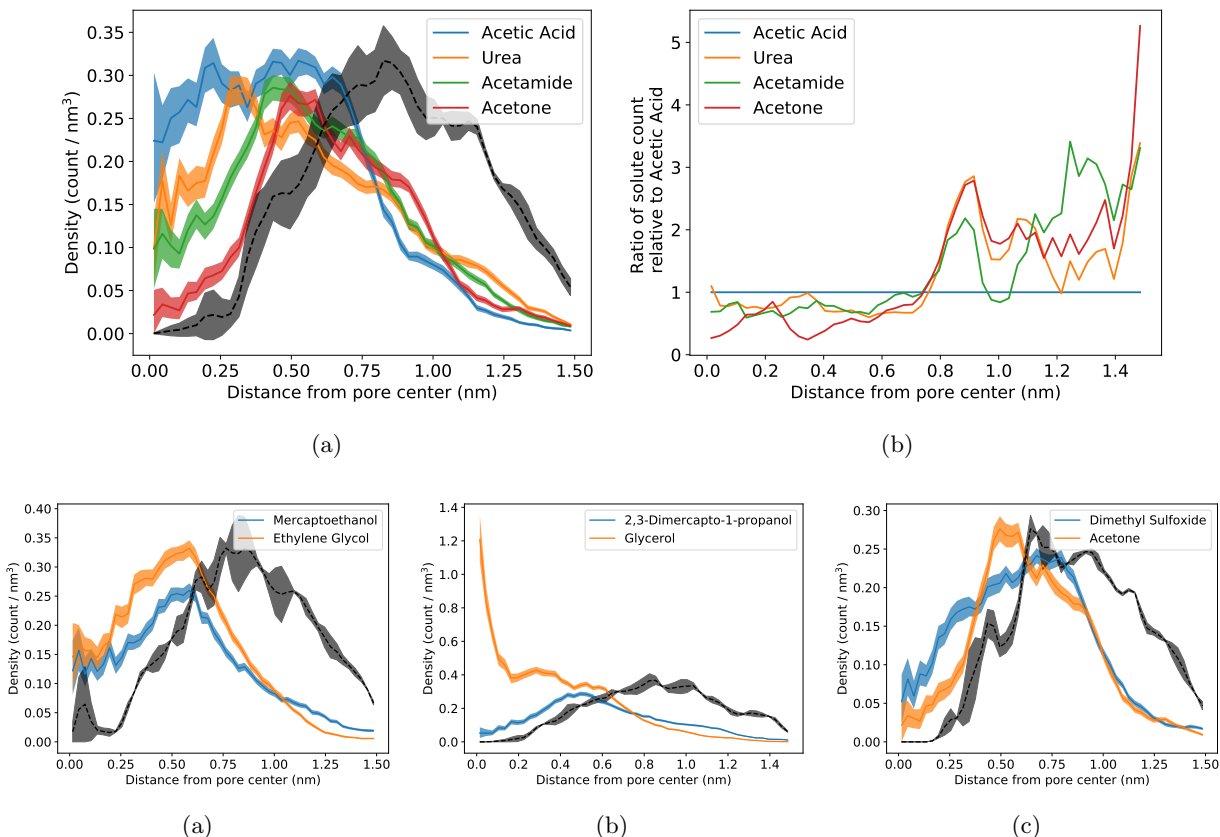 0.35
0.30
0.25
0.20
0.15
0.10
0.05
0.00
Density (count / nm³)
Acetic Acid
Urea
Acetamide
Acetone
0.00 0.25 0.50 0.75 1.00 1.25 1.50
Distance from pore center (nm)
(a)
5
4
3
2
1
0
Ratio of solute count
relative to Acetic Acid
Acetic Acid
Urea
Acetamide
Acetone
0.0 0.2 0.4 0.6 0.8 1.0 1.2 1.4
Distance from pore center (nm)
(b)
0.40
0.35
0.30
0.25
0.20
0.15
0.10
0.05
0.00
Density (count / nm³)
Mercaptoethanol
Ethylene Glycol
0.00 0.25 0.50 0.75 1.00 1.25 1.50
Distance from pore center (nm)
(a)
1.4
1.2
1.0
0.8
0.6
0.4
0.2
0.0
Density (count / nm³)
2,3-Dimercapto-1-propanol
Glycerol
0.0 0.2 0.4 0.6 0.8 1.0 1.2 1.4
Distance from pore center (nm)
(b)
0.30
0.25
0.20
0.15
0.10
0.05
0.00
Density (count / nm³)
Dimethyl Sulfoxide
Acetone
0.00 0.25 0.50 0.75 1.00 1.25 1.50
Distance from pore center (nm)
(c)